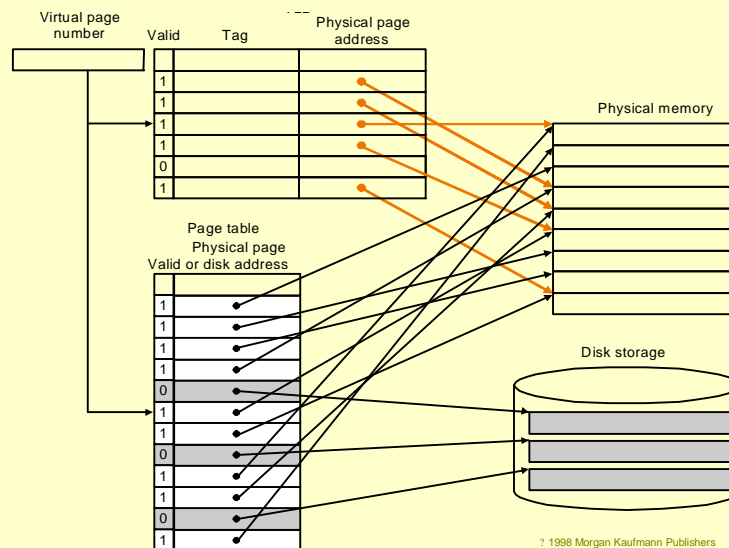 Virtual page
number
Valid
Tag
Physical page
address
1
1
1
1
0
1
Physical memory
Page table
Physical page
Valid or disk address
1
1
1
1
0
1
1
0
1
1
0
1
Disk storage
? 1998 Morgan Kaufmann Publishers